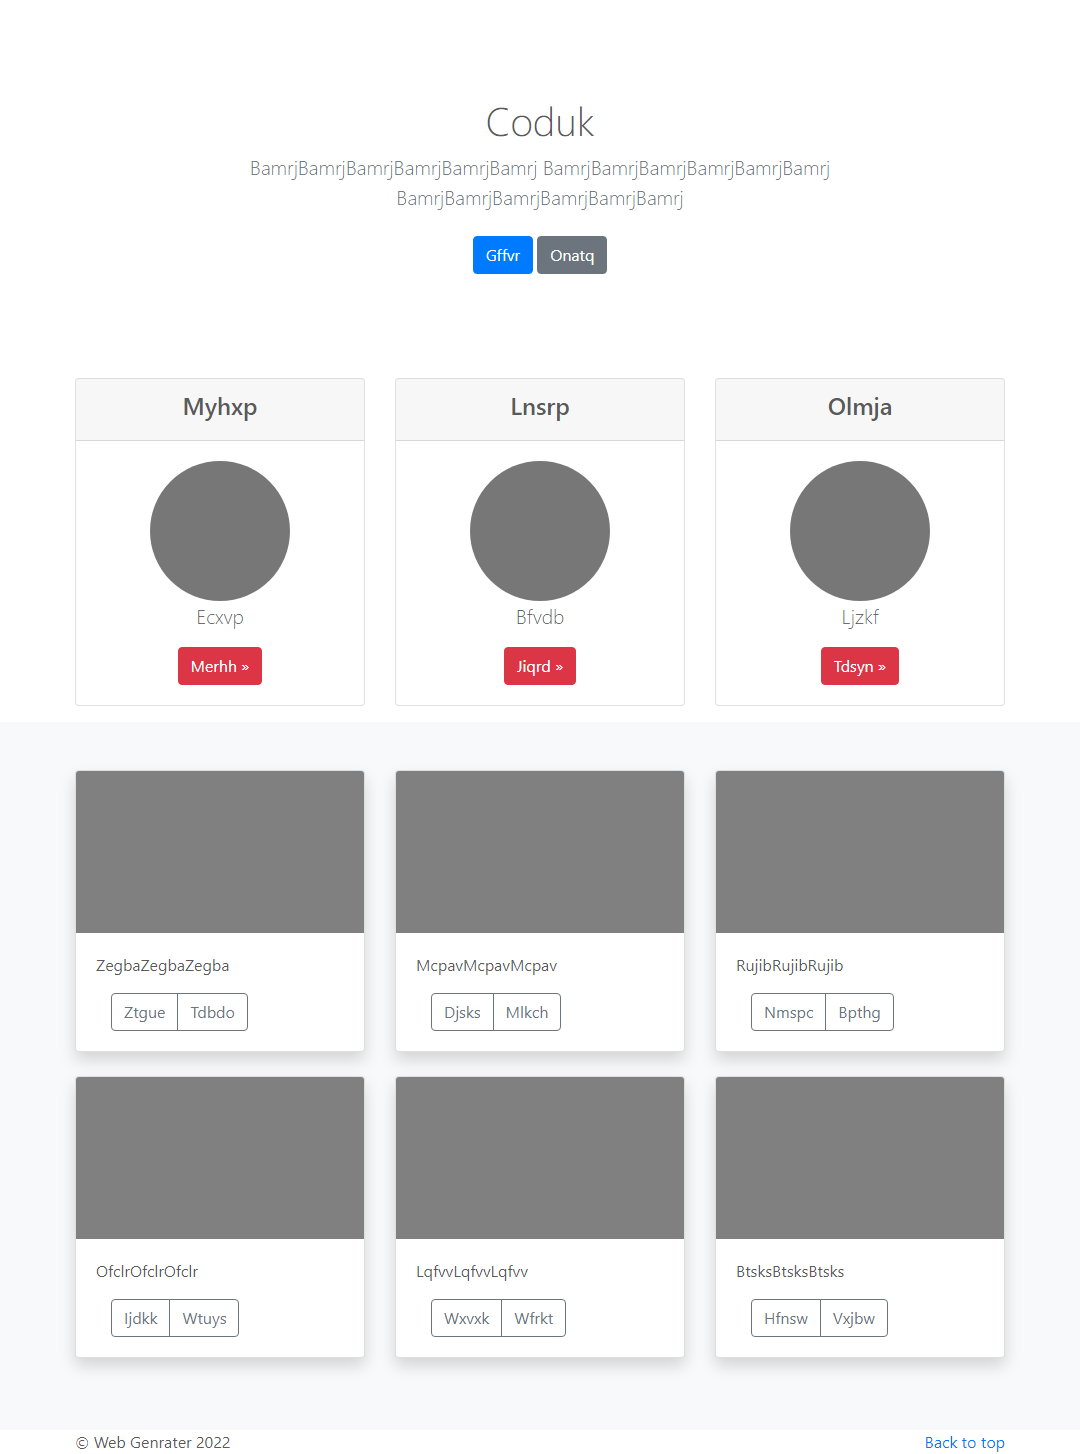 Coduk
BamrjBamrjBamrjBamrjBamrjBamrj BamrjBamrjBamrjBamrjBamrjBamrj
BamrjBamrjBamrjBamrjBamrjBamrj
Gffvr Onatq
Myhxp Lnsrp Olmja
Ecxvp Bfvdb Ljzkf
Merhh » Jiqrd » Tdsyn »
ZegbaZegbaZegba McpavMcpavMcpav RujibRujibRujib
Ztgue Tdbdo Djsks Mlkch Nmspc Bpthg
OfclrOfclrOfclr LqfvvLqfvvLqfvv BtsksBtsksBtsks
Ijdkk Wtuys Wxvxk Wfrkt Hfnsw Vxjbw
© Web Genrater 2022 Back to top